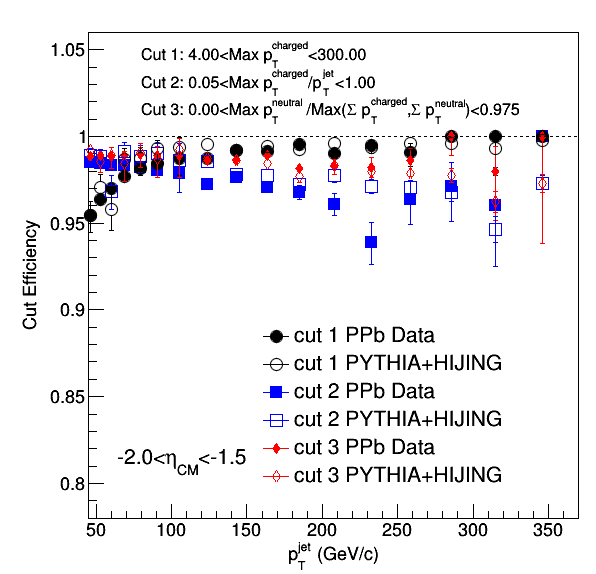 Cut 1: 4.00<Max p_T^charged<300.00
Cut 2: 0.05<Max p_T^charged/p_T^jet<1.00
Cut 3: 0.00<Max p_T^neutral /Max(Σ p_T^charged,Σ p_T^neutral)<0.975
1.05
1
0.95
0.9
0.85
0.8
Cut Efficiency
cut 1 PPb Data
cut 1 PYTHIA+HIJING
cut 2 PPb Data
cut 2 PYTHIA+HIJING
cut 3 PPb Data
cut 3 PYTHIA+HIJING
-2.0<η_CM<-1.5
50 100 150 200 250 300 350
p_T^jet (GeV/c)